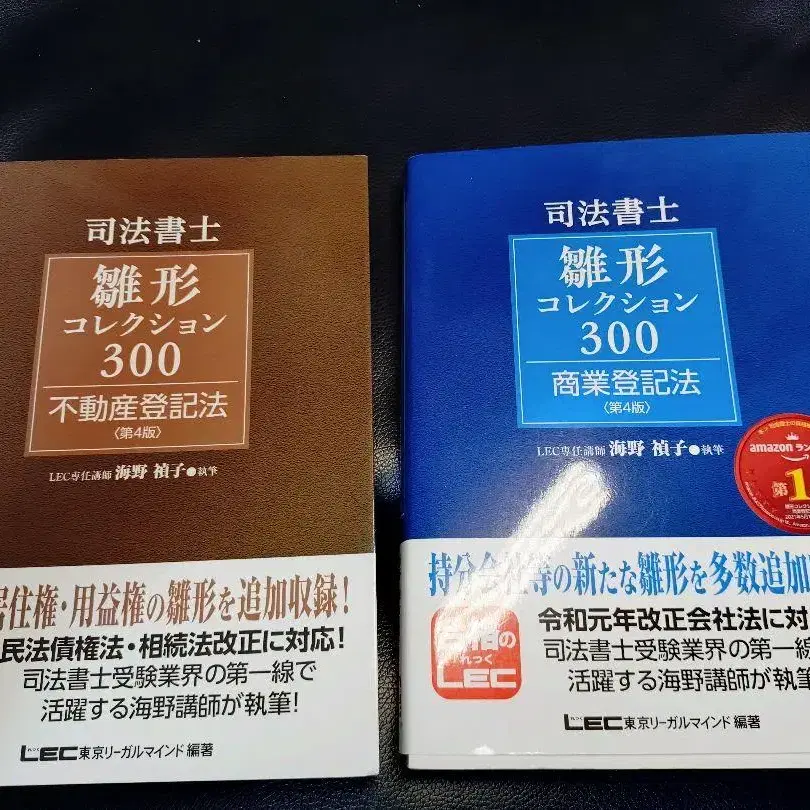 司法書士
雛形
コレクション
300
不動産登記法
〈第4版〉
LEC専任講師 海野 禎子●執筆
居住権・用益権の雛形を追加収録!
民法債権法・相続法改正に対応!
司法書士受験業界の第一線で
活躍する海野講師が執筆!
LEC東京リーガルマインド 編著
司法書士
雛形
コレクション
300
商業登記法
〈第4版〉
LEC専任講師 海野 禎子●執筆
amazon ラン
第1
持分会社等の新たな雛形を多数追加
合格の
れっく
LEC
令和元年改正会社法に対
司法書士受験業界の第一線
活躍する海野講師が執筆
LEC東京リーガルマインド 編著